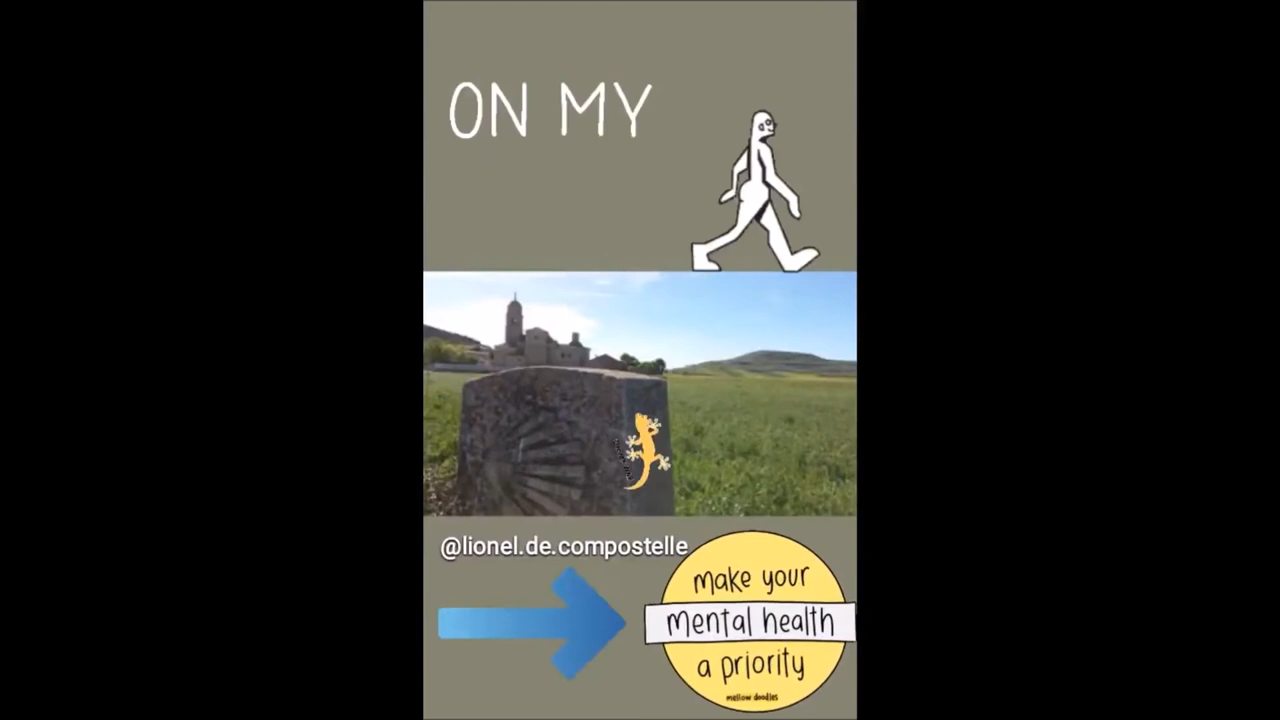 ON MY
@lionel.de.compostelle
make your
mental health
a priority
mellow doodles